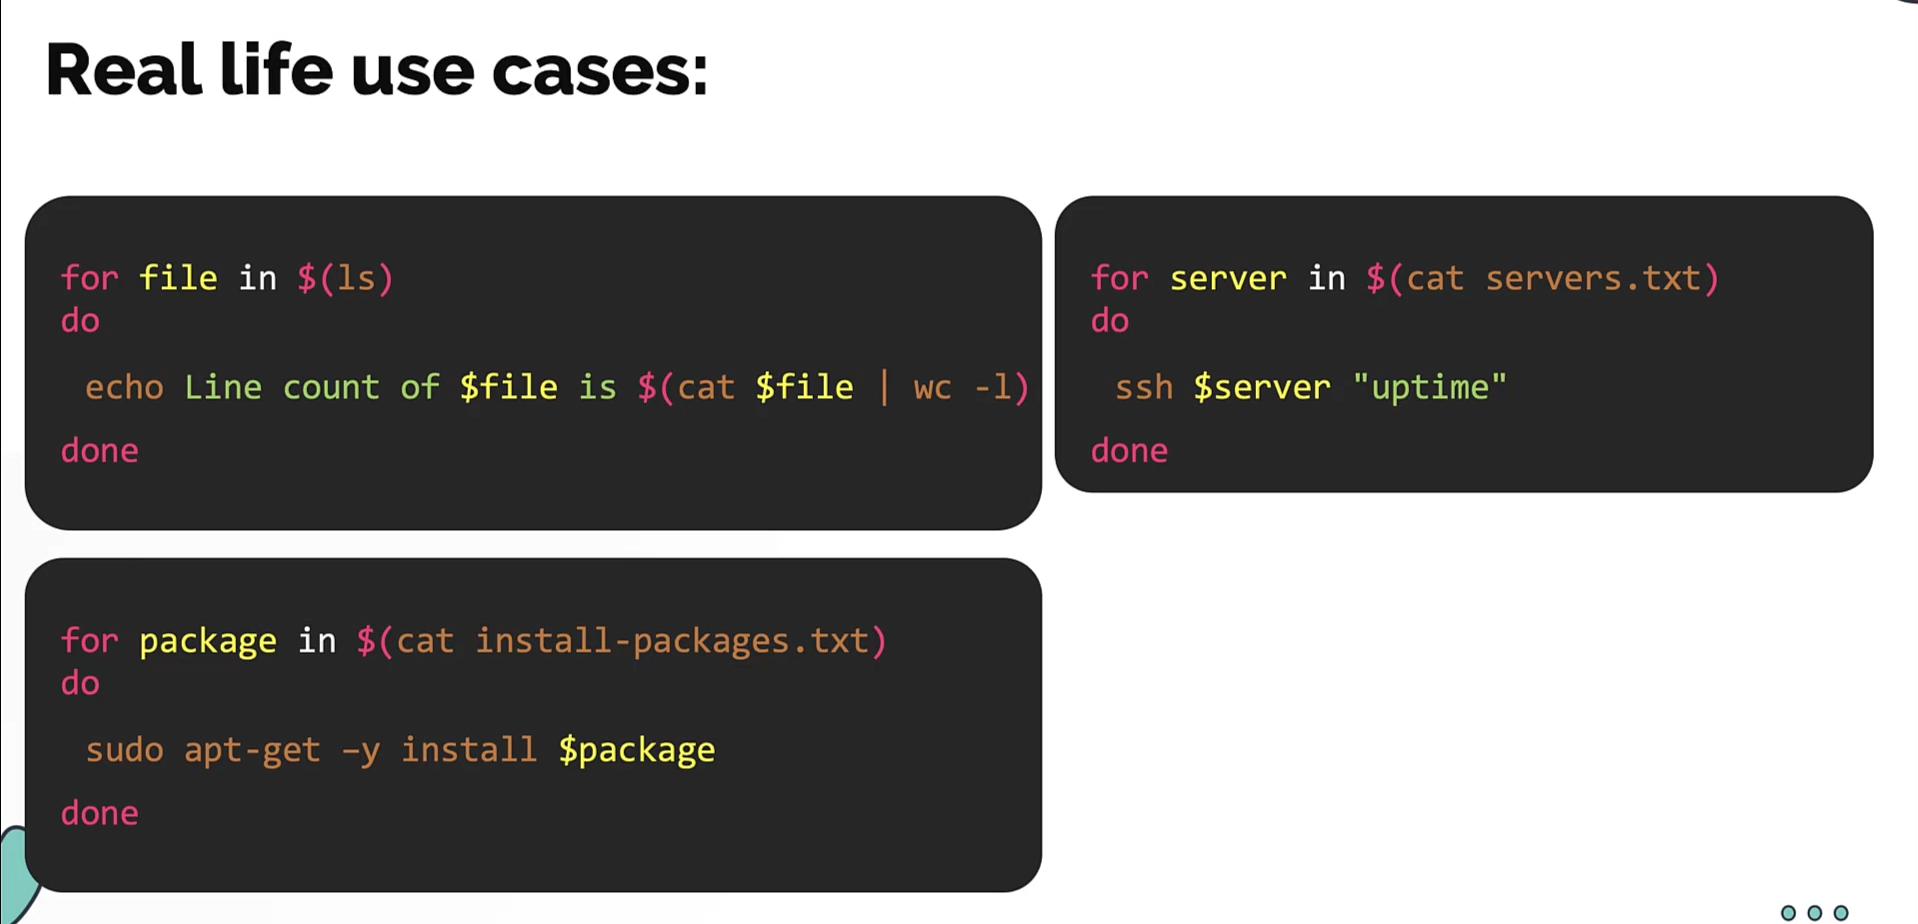 Real life use cases:
for file in $(ls)
do
echo Line count of $file is $(cat $file | wc -l)
done
for server in $(cat servers.txt)
do
ssh $server "uptime"
done
for package in $(cat install-packages.txt)
do
sudo apt-get –y install $package
done